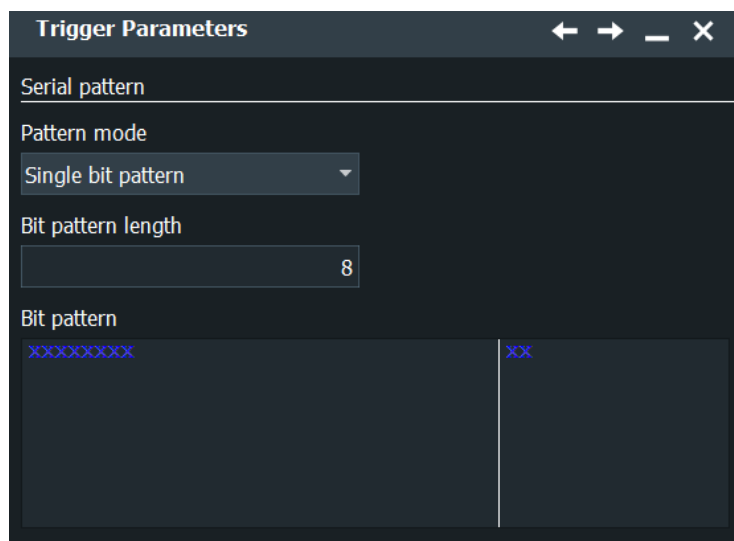 Trigger Parameters
Serial pattern
Pattern mode
Single bit pattern
Bit pattern length
8
Bit pattern
xxxxxxxx xx